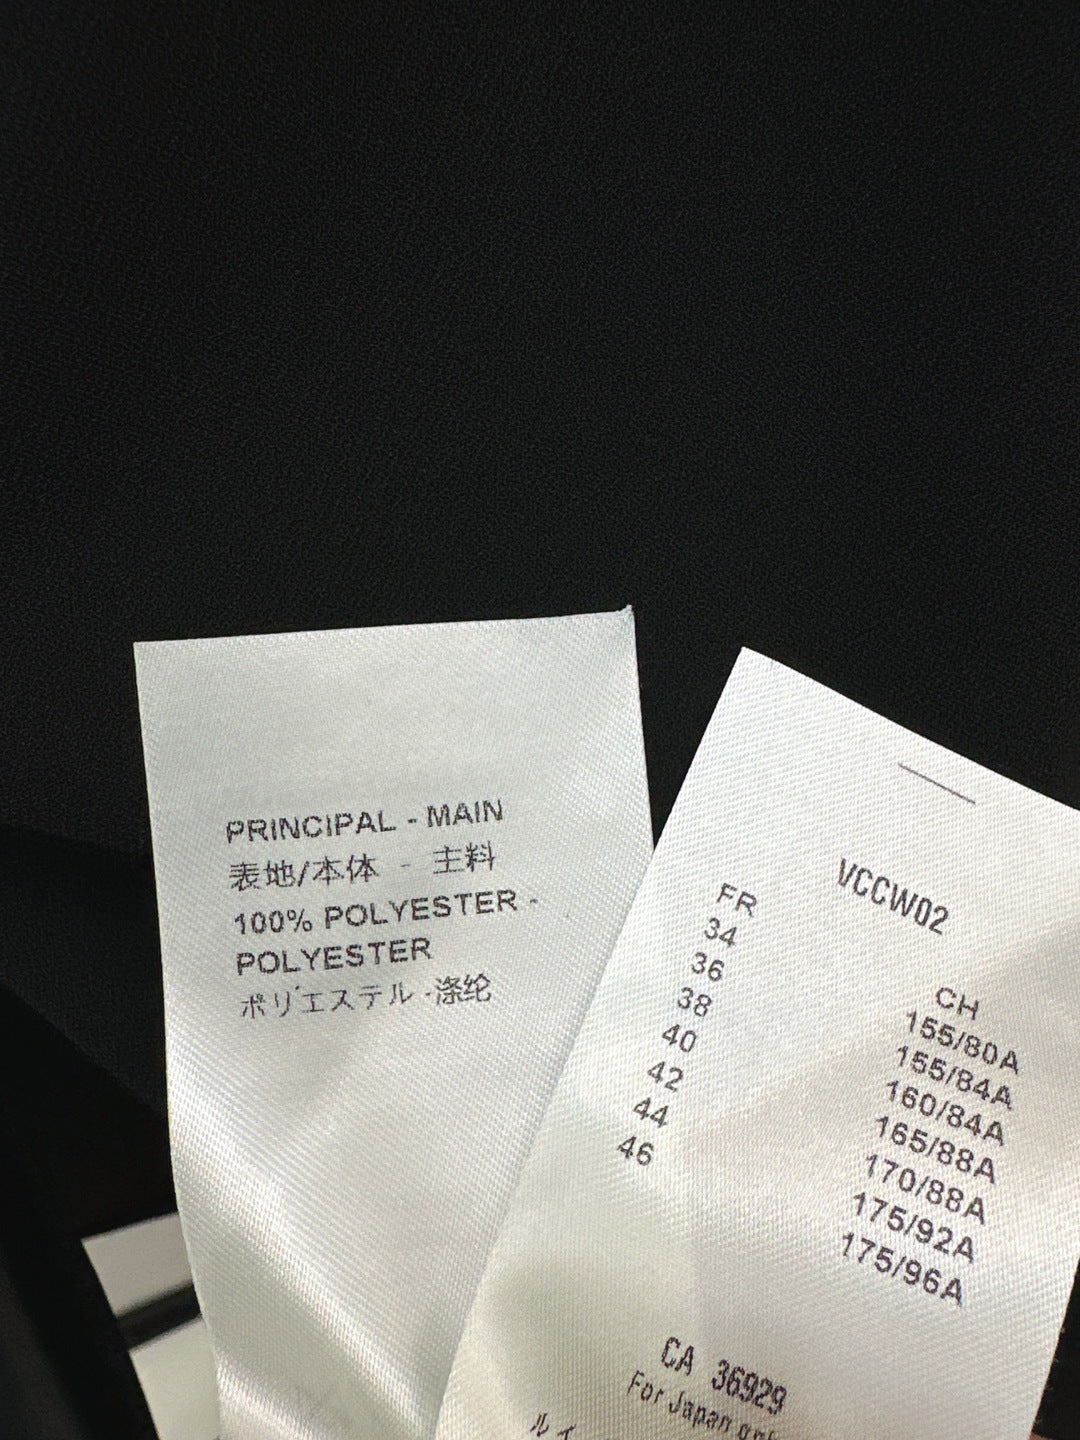 PRINCIPAL - MAIN
表地/本体 - 主料
100% POLYESTER -
POLYESTER
ポリエステル - 涤纶
VCCW02
FR
34
36
38
40
42
44
46
CH
155/80A
155/84A
160/84A
165/88A
170/88A
175/92A
175/96A
CA 36929
For Japan only
ルイ